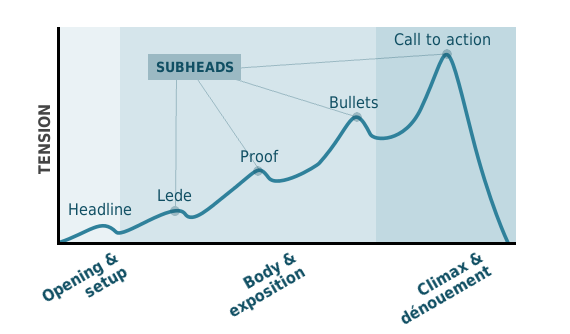 Call to action
SUBHEADS
Bullets
Proof
Lede
Headline
TENSION
Opening &
setup
Body &
exposition
Climax &
dénouement